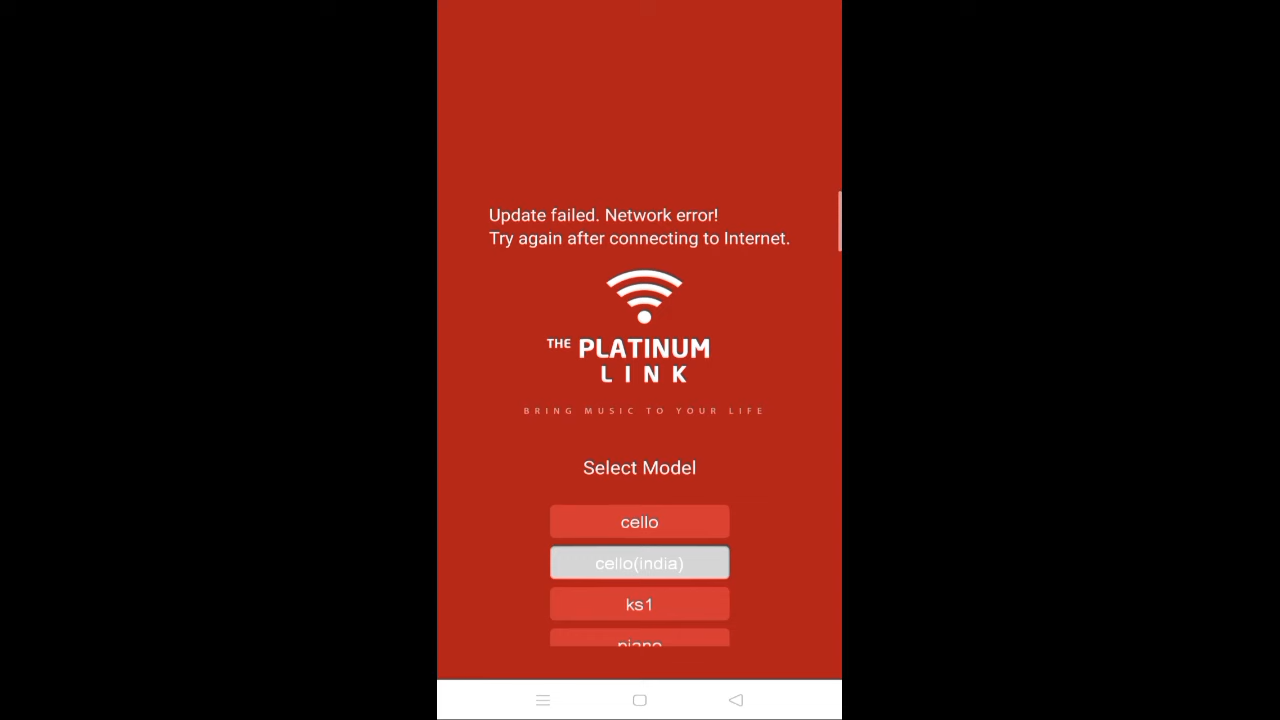 Update failed. Network error!
Try again after connecting to Internet.
THE PLATINUM
LINK
BRING MUSIC TO YOUR LIFE
Select Model
cello
cello(india)
ks1
piano